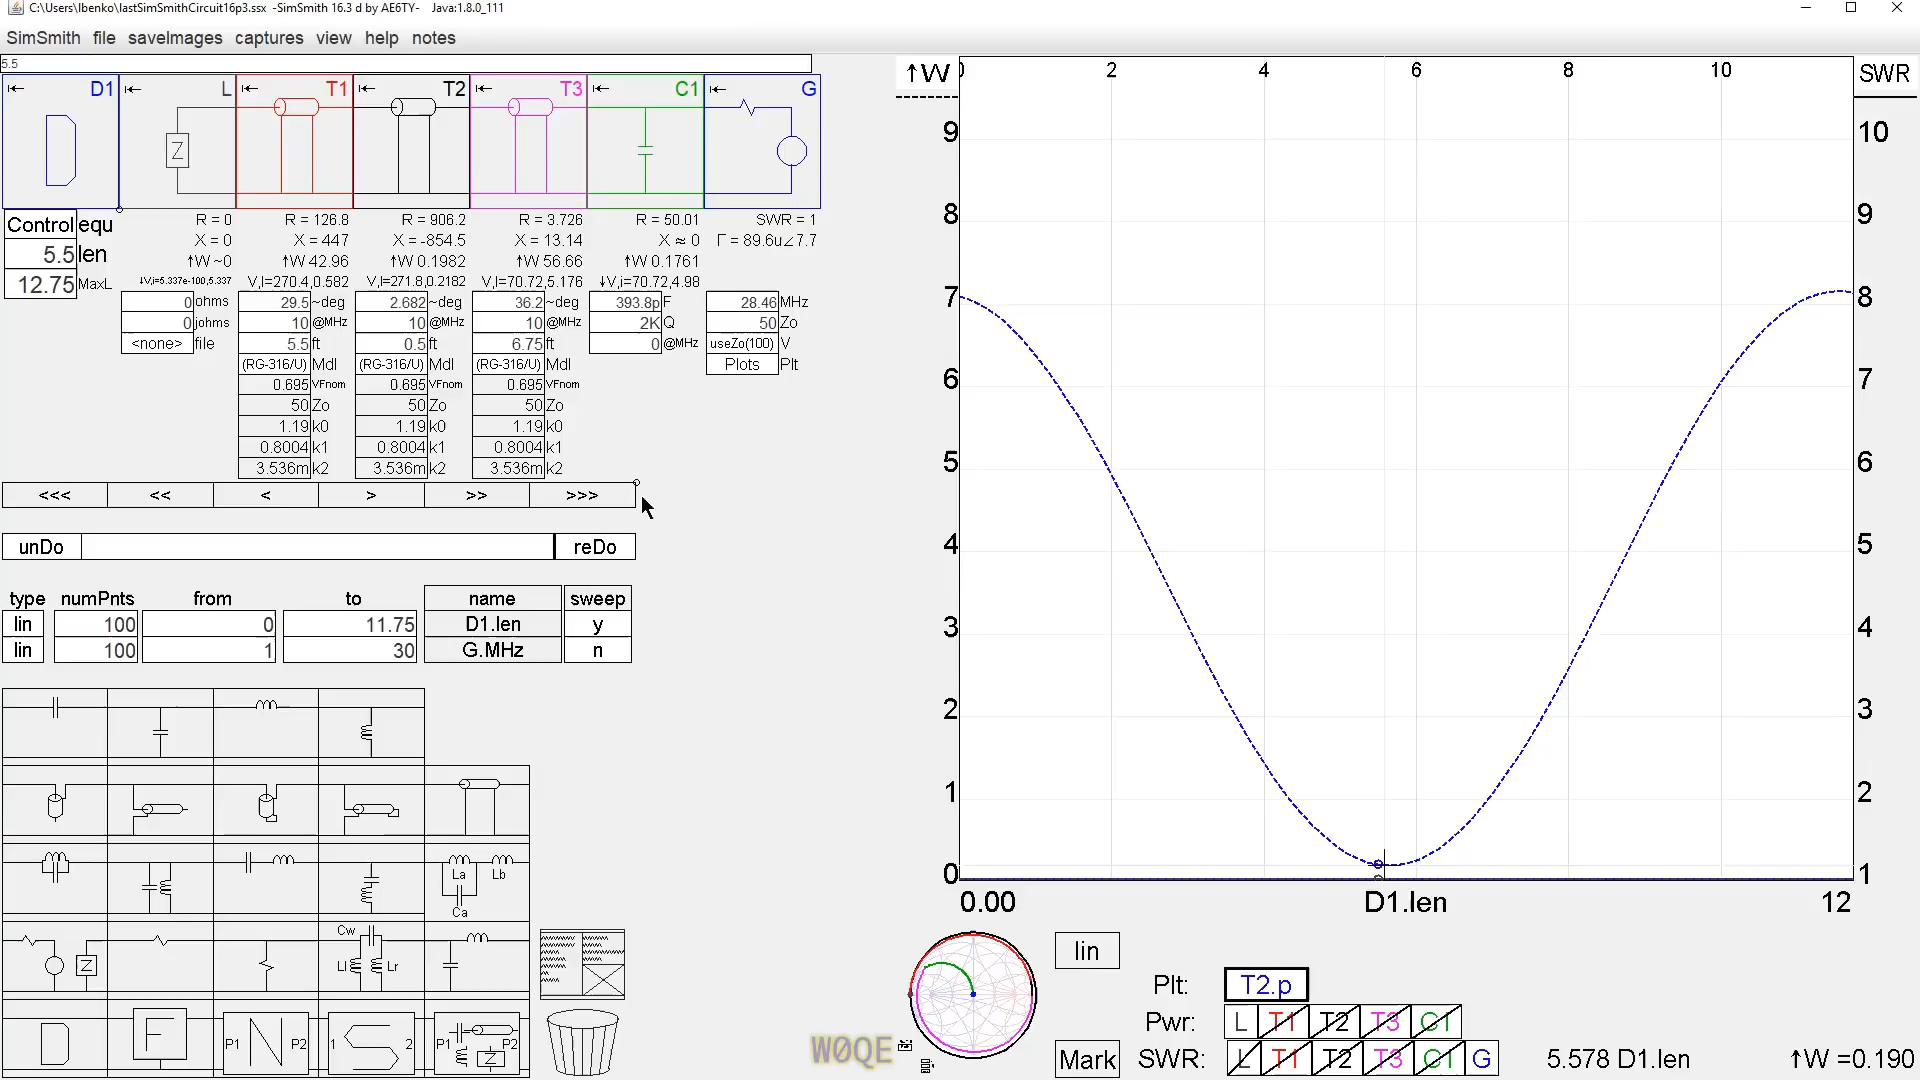 C:\Users\lbenko\lastSimSmithCircuit16p3.ssx -SimSmith 16.3 d by AE6TY- Java:1.8.0_111
SimSmith file saveImages captures view help notes
5.5
D1 L T1 T2 T3 C1 G
Z
Control equ
5.5 len
12.75 MaxL
R = 0
X = 0
↑W ~0
↓V,i=5.337e-100,5.337
0 ohms
0 johms
<none> file
R = 126.8
X = 447
↑W 42.96
V,I=270.4,0.582
29.5 ~deg
10 @MHz
5.5 ft
(RG-316/U) Mdl
0.695 VFnom
50 Zo
1.19 k0
0.8004 k1
3.536m k2
R = 906.2
X = -854.5
↑W 0.1982
V,I=271.8,0.2182
2.682 ~deg
10 @MHz
0.5 ft
(RG-316/U) Mdl
0.695 VFnom
50 Zo
1.19 k0
0.8004 k1
3.536m k2
R = 3.726
X = 13.14
↑W 56.66
V,I=70.72,5.176
36.2 ~deg
10 @MHz
6.75 ft
(RG-316/U) Mdl
0.695 VFnom
50 Zo
1.19 k0
0.8004 k1
3.536m k2
R = 50.01
X ≈ 0
↑W 0.1761
↓V,i=70.72,4.98
393.8p F
2K Q
0 @MHz
SWR = 1
Γ = 89.6u∠7.7
28.46 MHz
50 Zo
useZo(100) V
Plots Plt
<<< << < > >> >>>
unDo reDo
type numPnts from to name sweep
lin 100 0 11.75 D1.len y
lin 100 1 30 G.MHz n
La Lb
Ca
Z
Cw
Ll Lr
D F P1 N P2 1 S 2 P1 P2
Z
↑W 0 2 4 6 8 10 SWR
9 10
8 9
7 8
6 7
5 6
4 5
3 4
2 3
1 2
0 1
0.00 D1.len 12
lin
Plt: T2.p
Pwr: L T1 T2 T3 C1
Mark SWR: L T1 T2 T3 C1 G 5.578 D1.len ↑W =0.190
W0QE